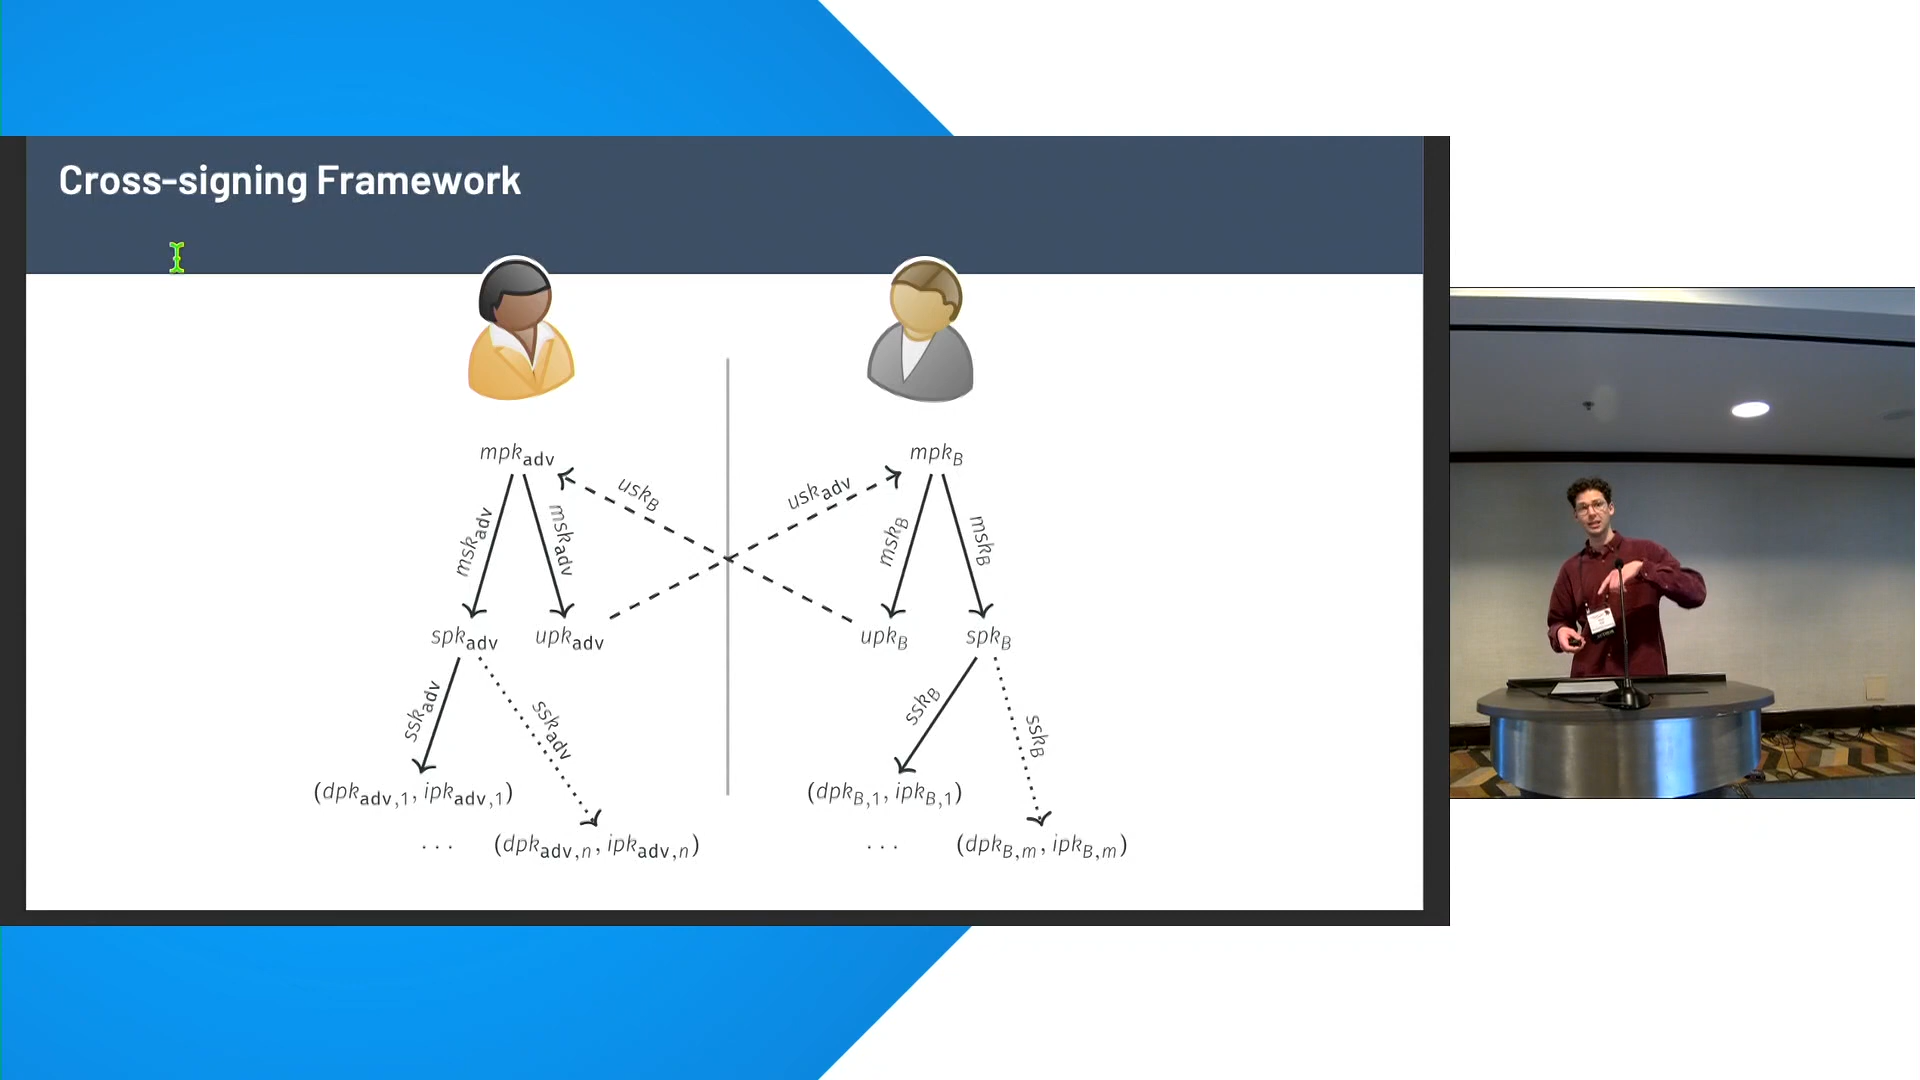 Cross-signing Framework
mpk_adv
mpk_B
usk_B
usk_adv
msk_adv
msk_adv
msk_B
msk_B
spk_adv
upk_adv
upk_B
spk_B
ssk_adv
ssk_adv
ssk_B
ssk_B
(dpk_adv,1, ipk_adv,1)
(dpk_B,1, ipk_B,1)
... (dpk_adv,n, ipk_adv,n)
... (dpk_B,m, ipk_B,m)